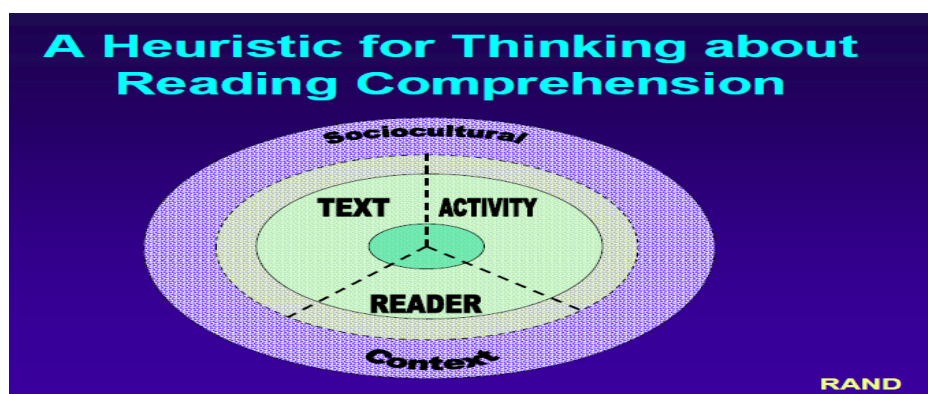 A Heuristic for Thinking about
Reading Comprehension
Sociocultural
TEXT
ACTIVITY
READER
Context
RAND